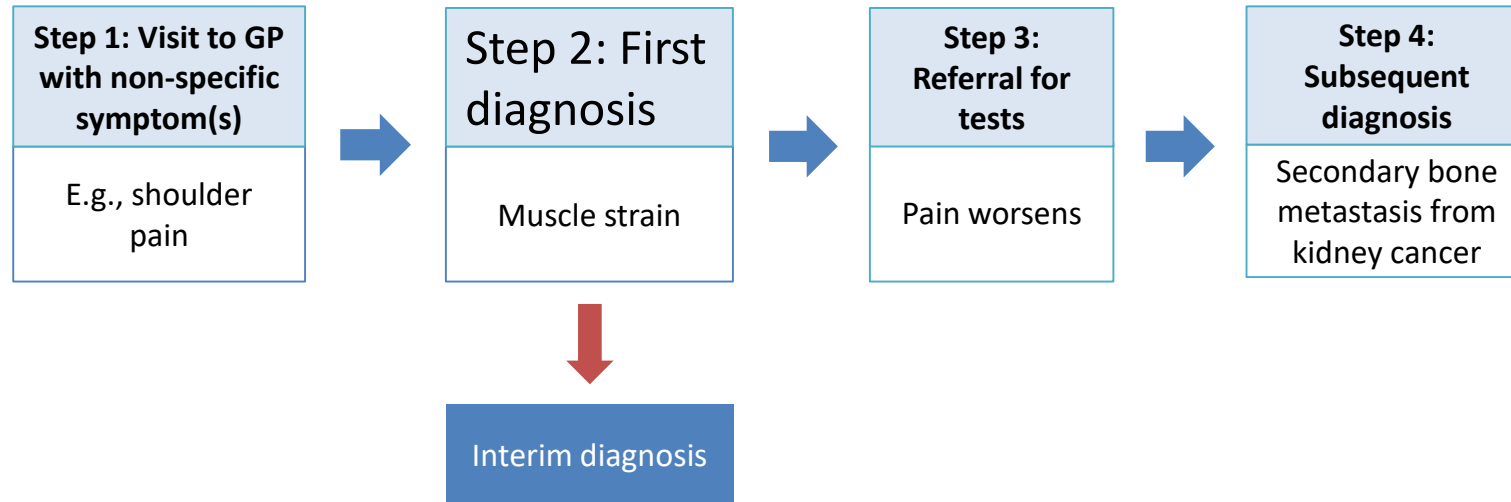 Step 1: Visit to GP
with non-specific
symptom(s)
E.g., shoulder
pain
Step 2: First
diagnosis
Muscle strain
Interim diagnosis
Step 3:
Referral for
tests
Pain worsens
Step 4:
Subsequent
diagnosis
Secondary bone
metastasis from
kidney cancer